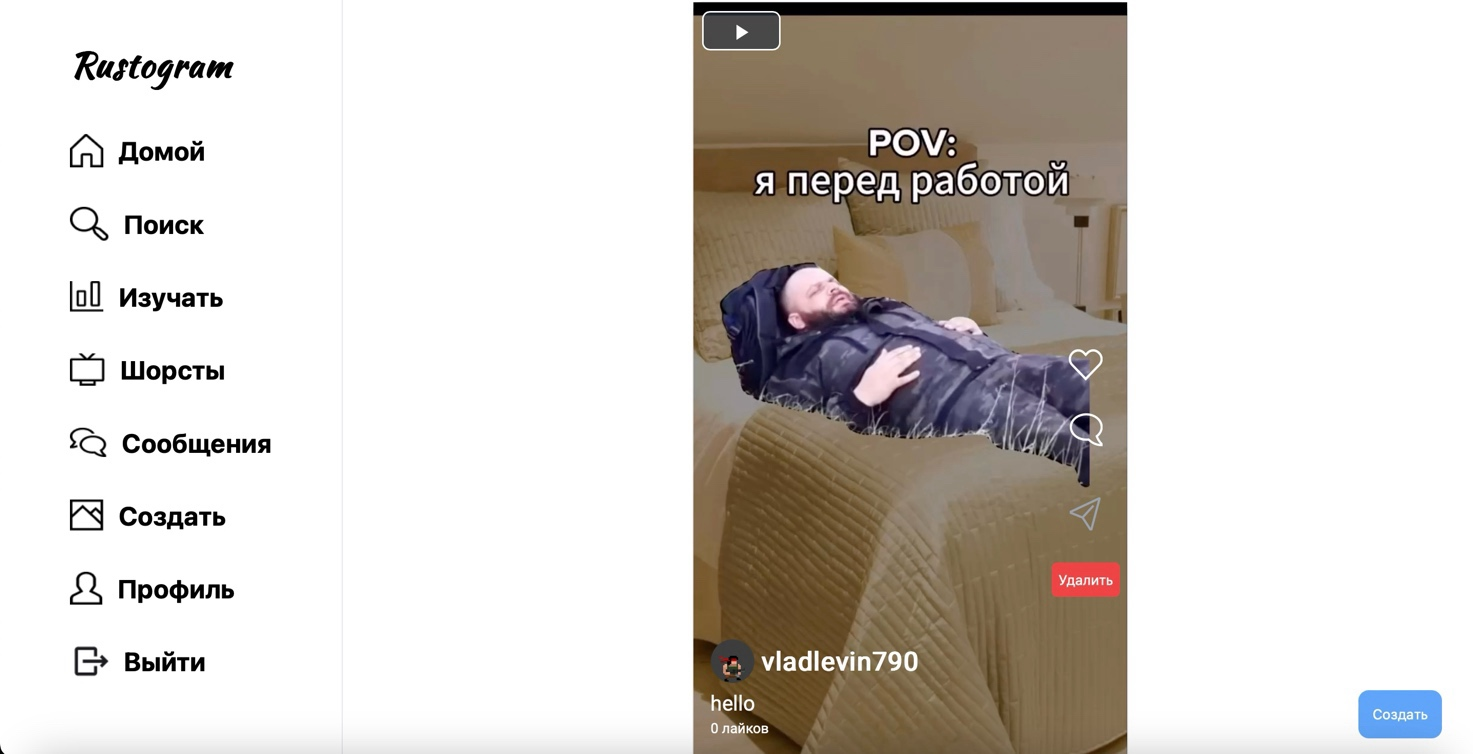 Rustogram
Домой
Поиск
Изучать
Шорсты
Сообщения
Создать
Профиль
Выйти
POV:
я перед работой
Удалить
vladlevin790
hello
0 лайков
Создать